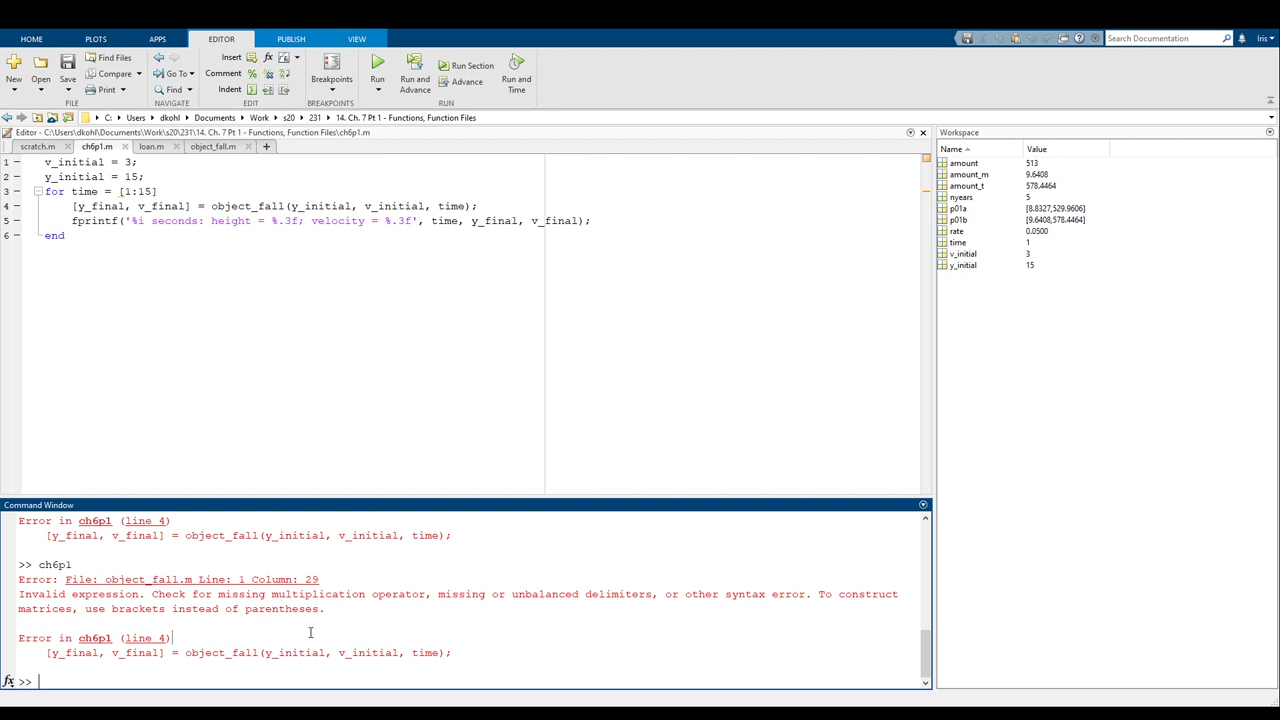 HOME PLOTS APPS EDITOR PUBLISH VIEW Search Documentation Iris
New Open Save Find Files Compare Print Go To Find Insert fx Comment Indent Breakpoints Run Run and Advance Run Section Advance Run and Time
FILE NAVIGATE EDIT BREAKPOINTS RUN
C: Users dkohl Documents Work s20 231 14. Ch. 7 Pt 1 - Functions, Function Files
Editor - C:\Users\dkohl\Documents\Work\s20\231\14. Ch. 7 Pt 1 - Functions, Function Files\ch6p1.m
scratch.m ch6p1.m loan.m object_fall.m +
1 v_initial = 3;
2 y_initial = 15;
3 for time = [1:15]
4 [y_final, v_final] = object_fall(y_initial, v_initial, time);
5 fprintf('%i seconds: height = %.3f; velocity = %.3f', time, y_final, v_final);
6 end
Workspace
Name Value
amount 513
amount_m 9.6408
amount_t 578.4464
nyears 5
p01a [8.8327,529.9606]
p01b [9.6408,578.4464]
rate 0.0500
time 1
v_initial 3
y_initial 15
Command Window
Error in ch6p1 (line 4)
[y_final, v_final] = object_fall(y_initial, v_initial, time);
>> ch6p1
Error: File: object_fall.m Line: 1 Column: 29
Invalid expression. Check for missing multiplication operator, missing or unbalanced delimiters, or other syntax error. To construct
matrices, use brackets instead of parentheses.
Error in ch6p1 (line 4)
[y_final, v_final] = object_fall(y_initial, v_initial, time);
fx >>